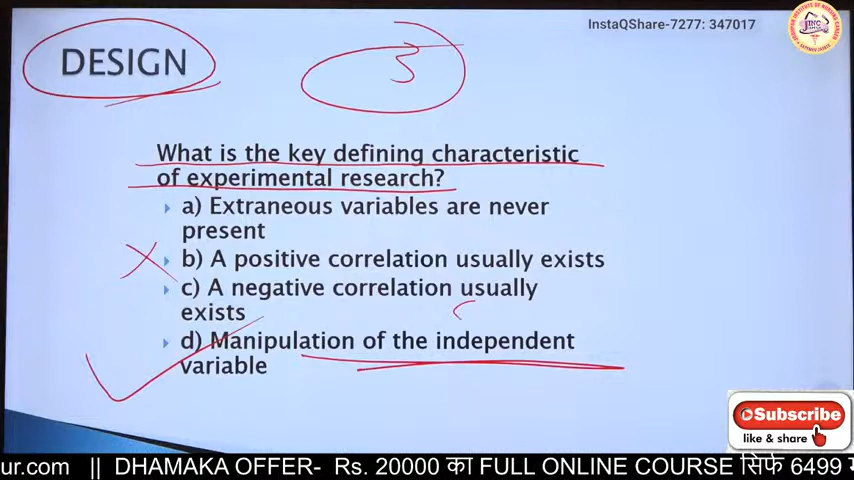 InstaQShare-7277: 347017
DESIGN
What is the key defining characteristic
of experimental research?
a) Extraneous variables are never
present
b) A positive correlation usually exists
c) A negative correlation usually
exists
d) Manipulation of the independent
variable
Subscribe
like & share
ur.com || DHAMAKA OFFER- Rs. 20000 का FULL ONLINE COURSE सिर्फ 6499